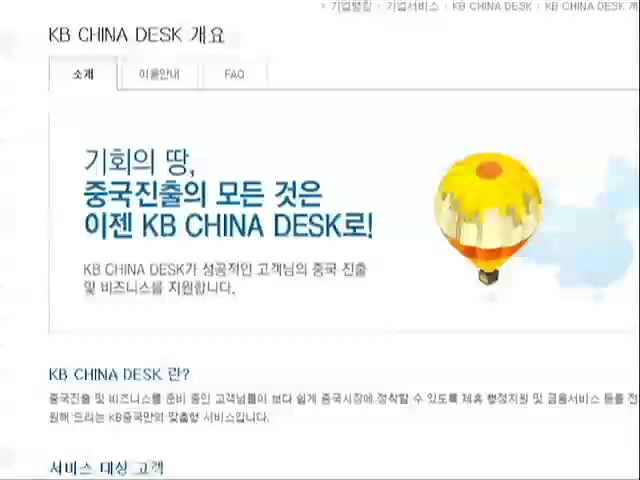 기업뱅킹 > 기업서비스 > KB CHINA DESK > KB CHINA DESK 개
KB CHINA DESK 개요
소개
이용안내
FAQ
기회의 땅,
중국진출의 모든 것은
이젠 KB CHINA DESK로!
KB CHINA DESK가 성공적인 고객님의 중국 진출
및 비즈니스를 지원합니다.
KB CHINA DESK 란?
중국진출 및 비즈니스를 준비 중인 고객님들이 보다 쉽게 중국시장에 정착할 수 있도록 제휴 행정지원 및 금융서비스 등을 전
원해 드리는 KB중국만의 맞춤형 서비스입니다.
서비스 대상 고객